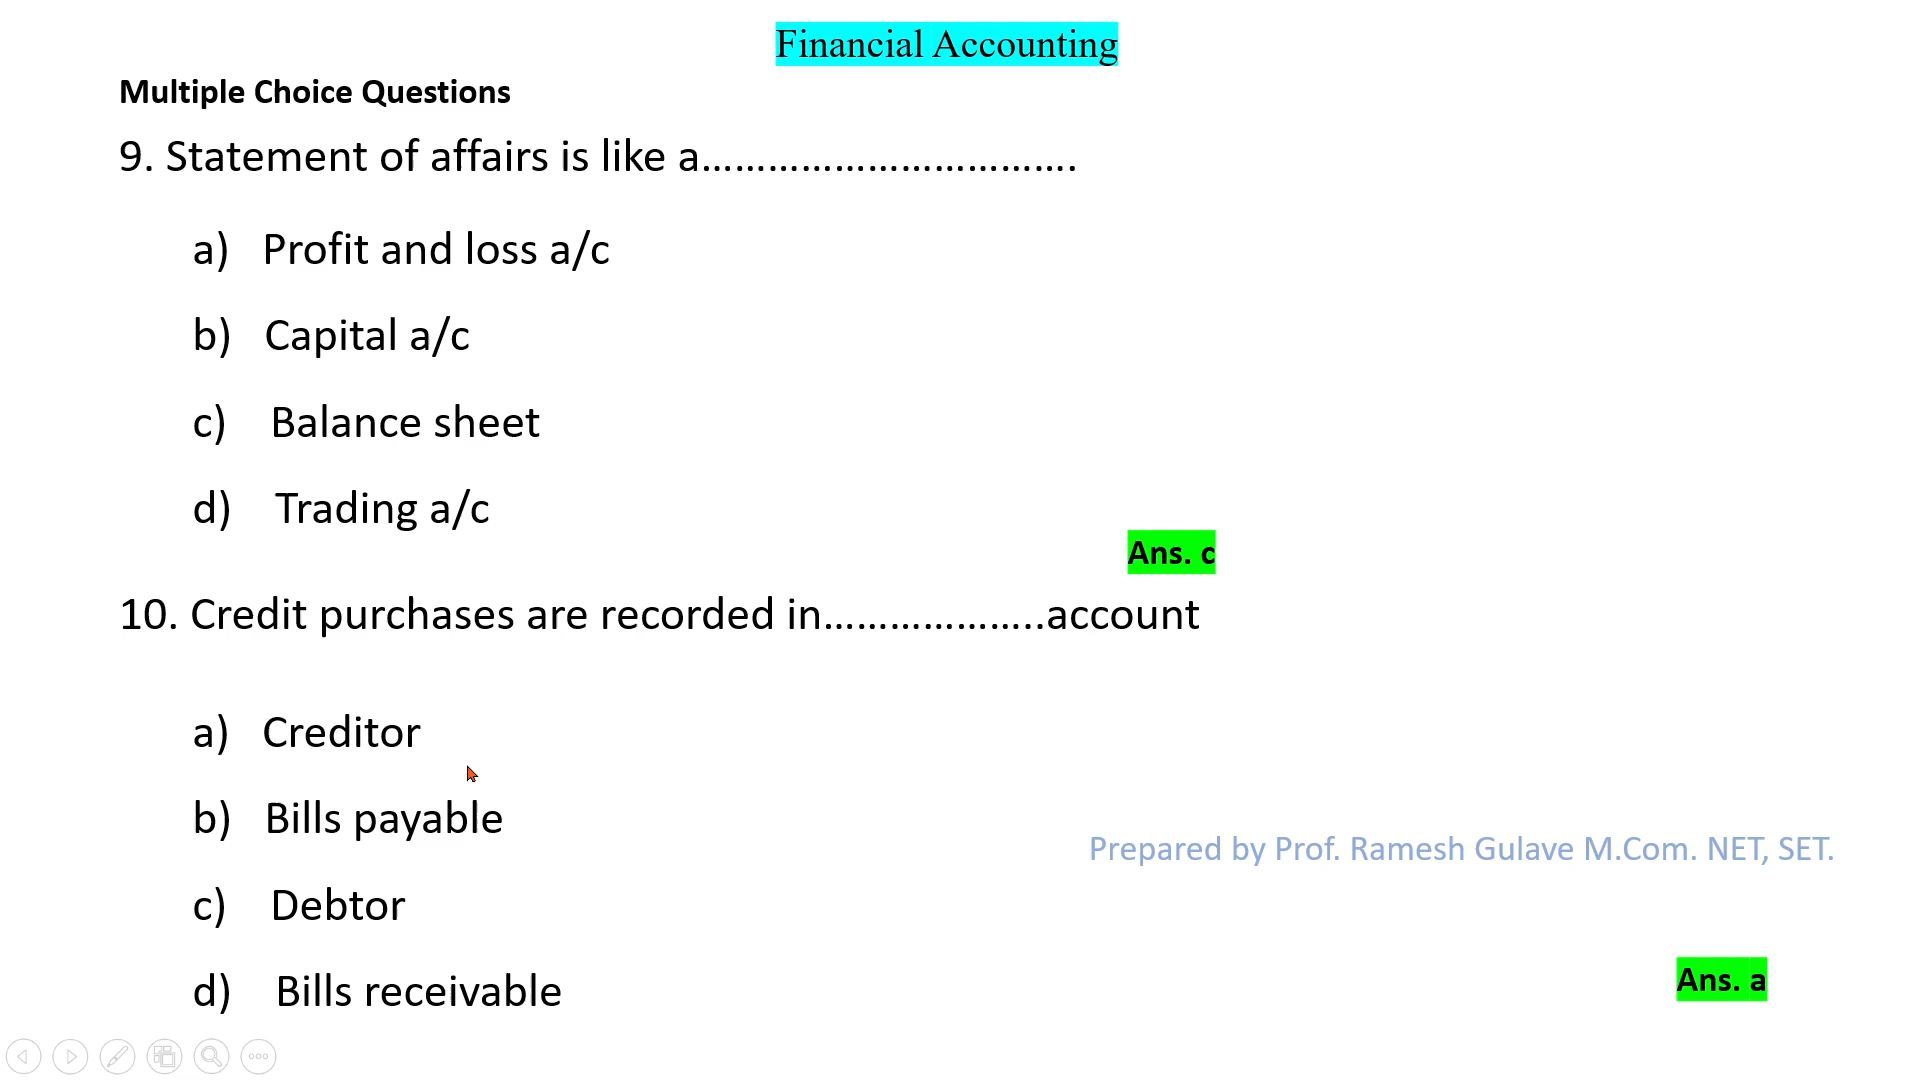 Financial Accounting
Multiple Choice Questions
9. Statement of affairs is like a…………………………….
a) Profit and loss a/c
b) Capital a/c
c) Balance sheet
d) Trading a/c
Ans. c
10. Credit purchases are recorded in………………..account
a) Creditor
b) Bills payable
Prepared by Prof. Ramesh Gulave M.Com. NET, SET.
c) Debtor
d) Bills receivable
Ans. a